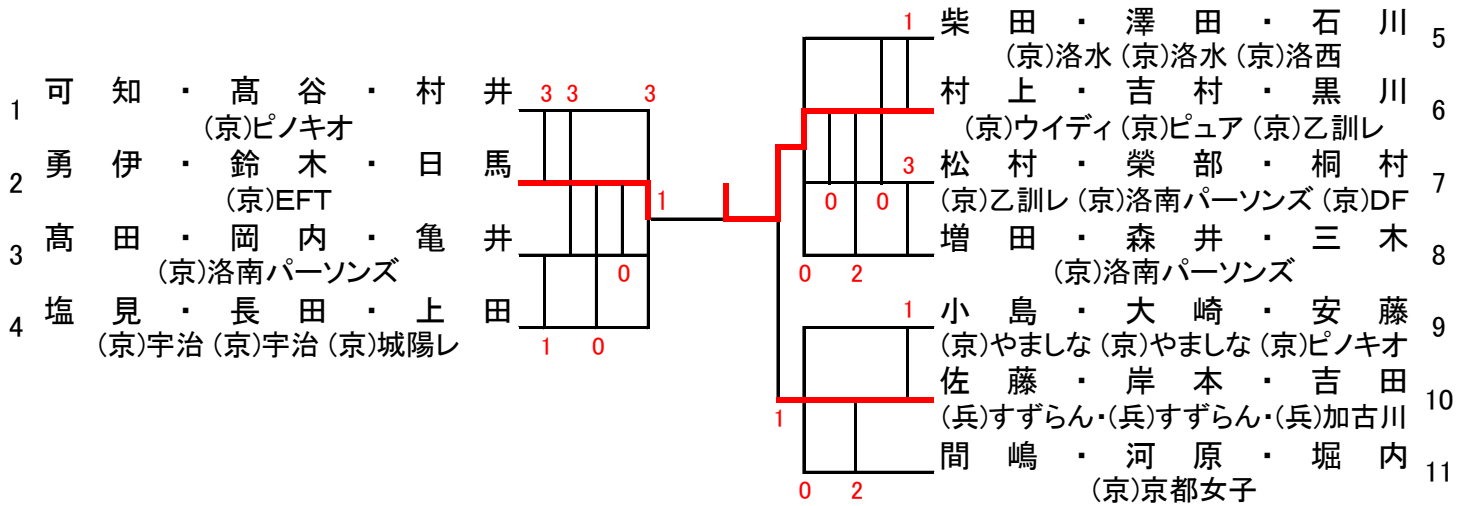 3 3 3
1 可知・髙谷・村井
(京)ピノキオ
2 勇伊・鈴木・日馬
(京)EFT
1
3 髙田・岡内・亀井
(京)洛南パーソンズ
0
4 塩見・長田・上田
(京)宇治 (京)宇治 (京)城陽レ
1 0
1
柴田・澤田・石川 5
(京)洛水 (京)洛水 (京)洛西
村上・吉村・黒川 6
(京)ウイディ (京)ピュア (京)乙訓レ
3
松村・榮部・桐村 7
0 0
(京)乙訓レ (京)洛南パーソンズ (京)DF
増田・森井・三木 8
(京)洛南パーソンズ
0 2
1
小島・大崎・安藤 9
(京)やましな (京)やましな (京)ピノキオ
佐藤・岸本・吉田 10
1
(兵)すずらん・(兵)すずらん・(兵)加古川
間嶋・河原・堀内 11
(京)京都女子
0 2